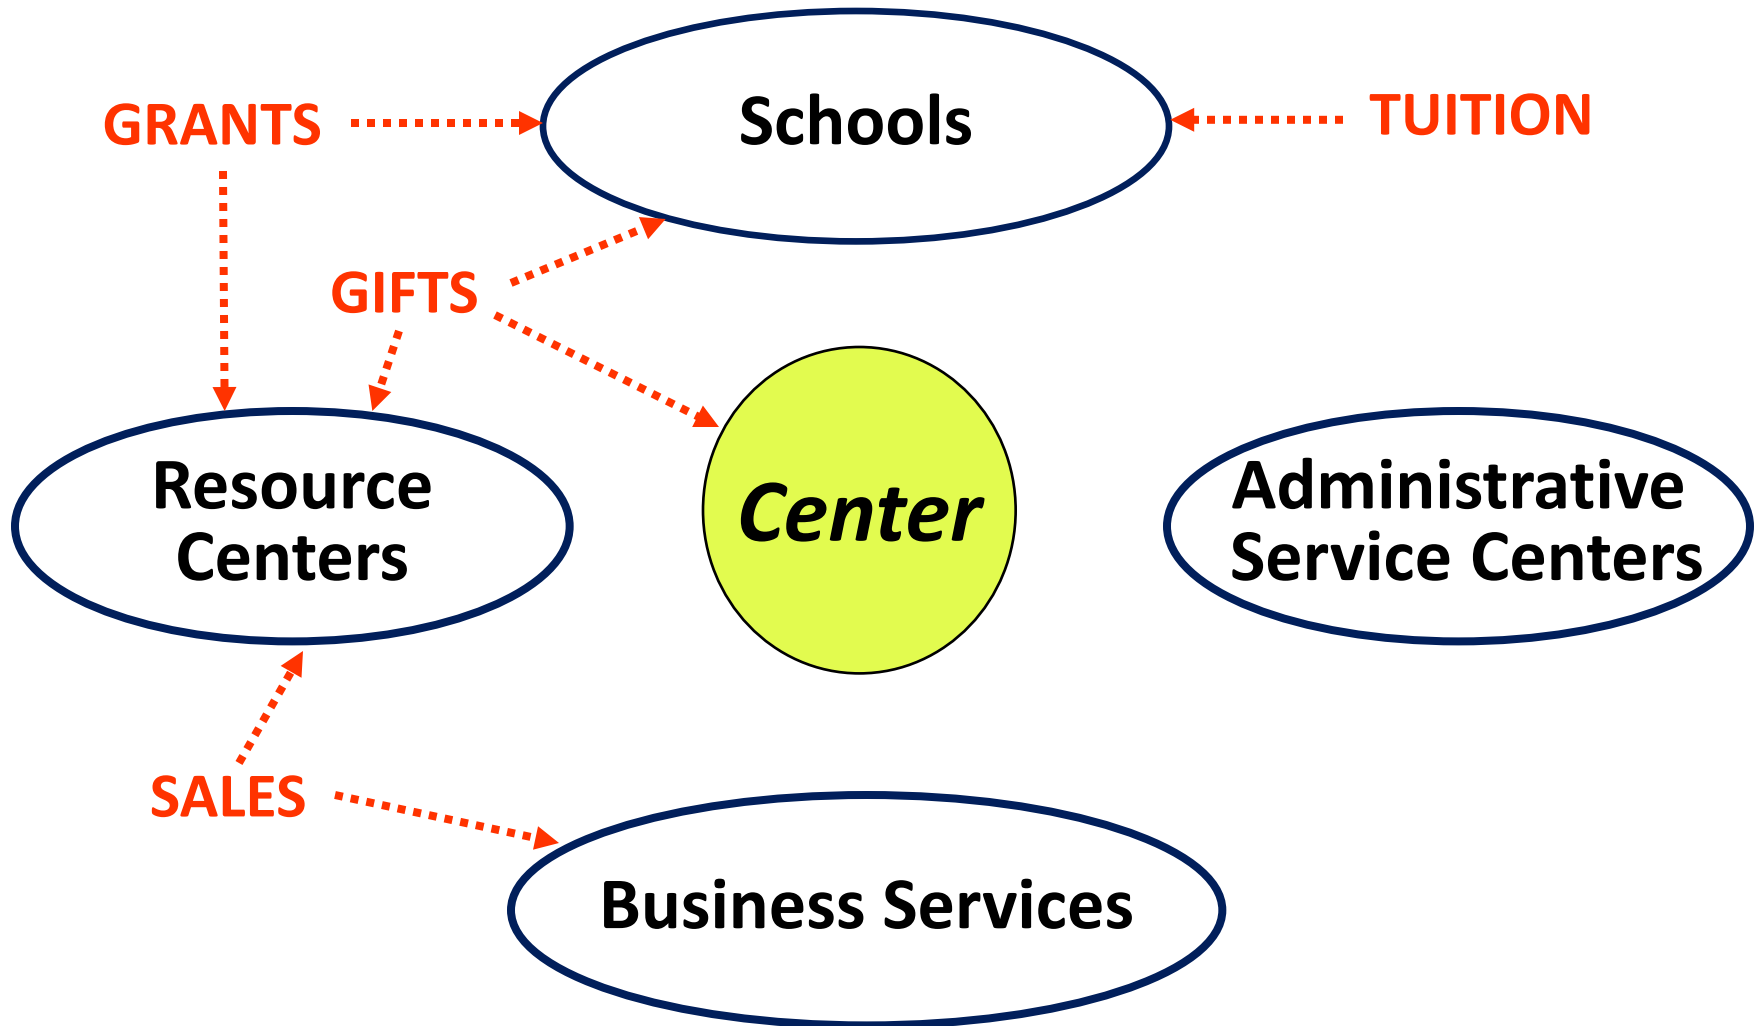 Schools
GRANTS
TUITION
GIFTS
Resource
Centers
Center
Administrative
Service Centers
SALES
Business Services